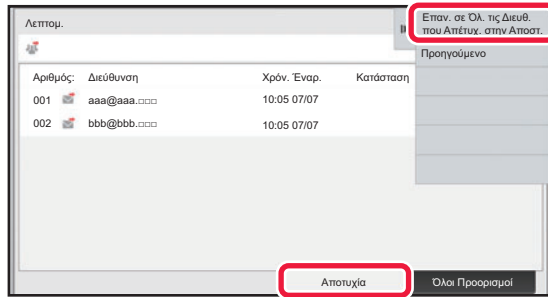 Λεπτομ.
Επαν. σε Όλ. τις Διευθ.
που Απέτυχ. στην Αποστ.
Προηγούμενο
Αριθμός: Διεύθυνση Χρόν. Έναρ. Κατάσταση
001 aaa@aaa.□□□ 10:05 07/07
002 bbb@bbb.□□□ 10:05 07/07
Αποτυχία Όλοι Προορισμοί